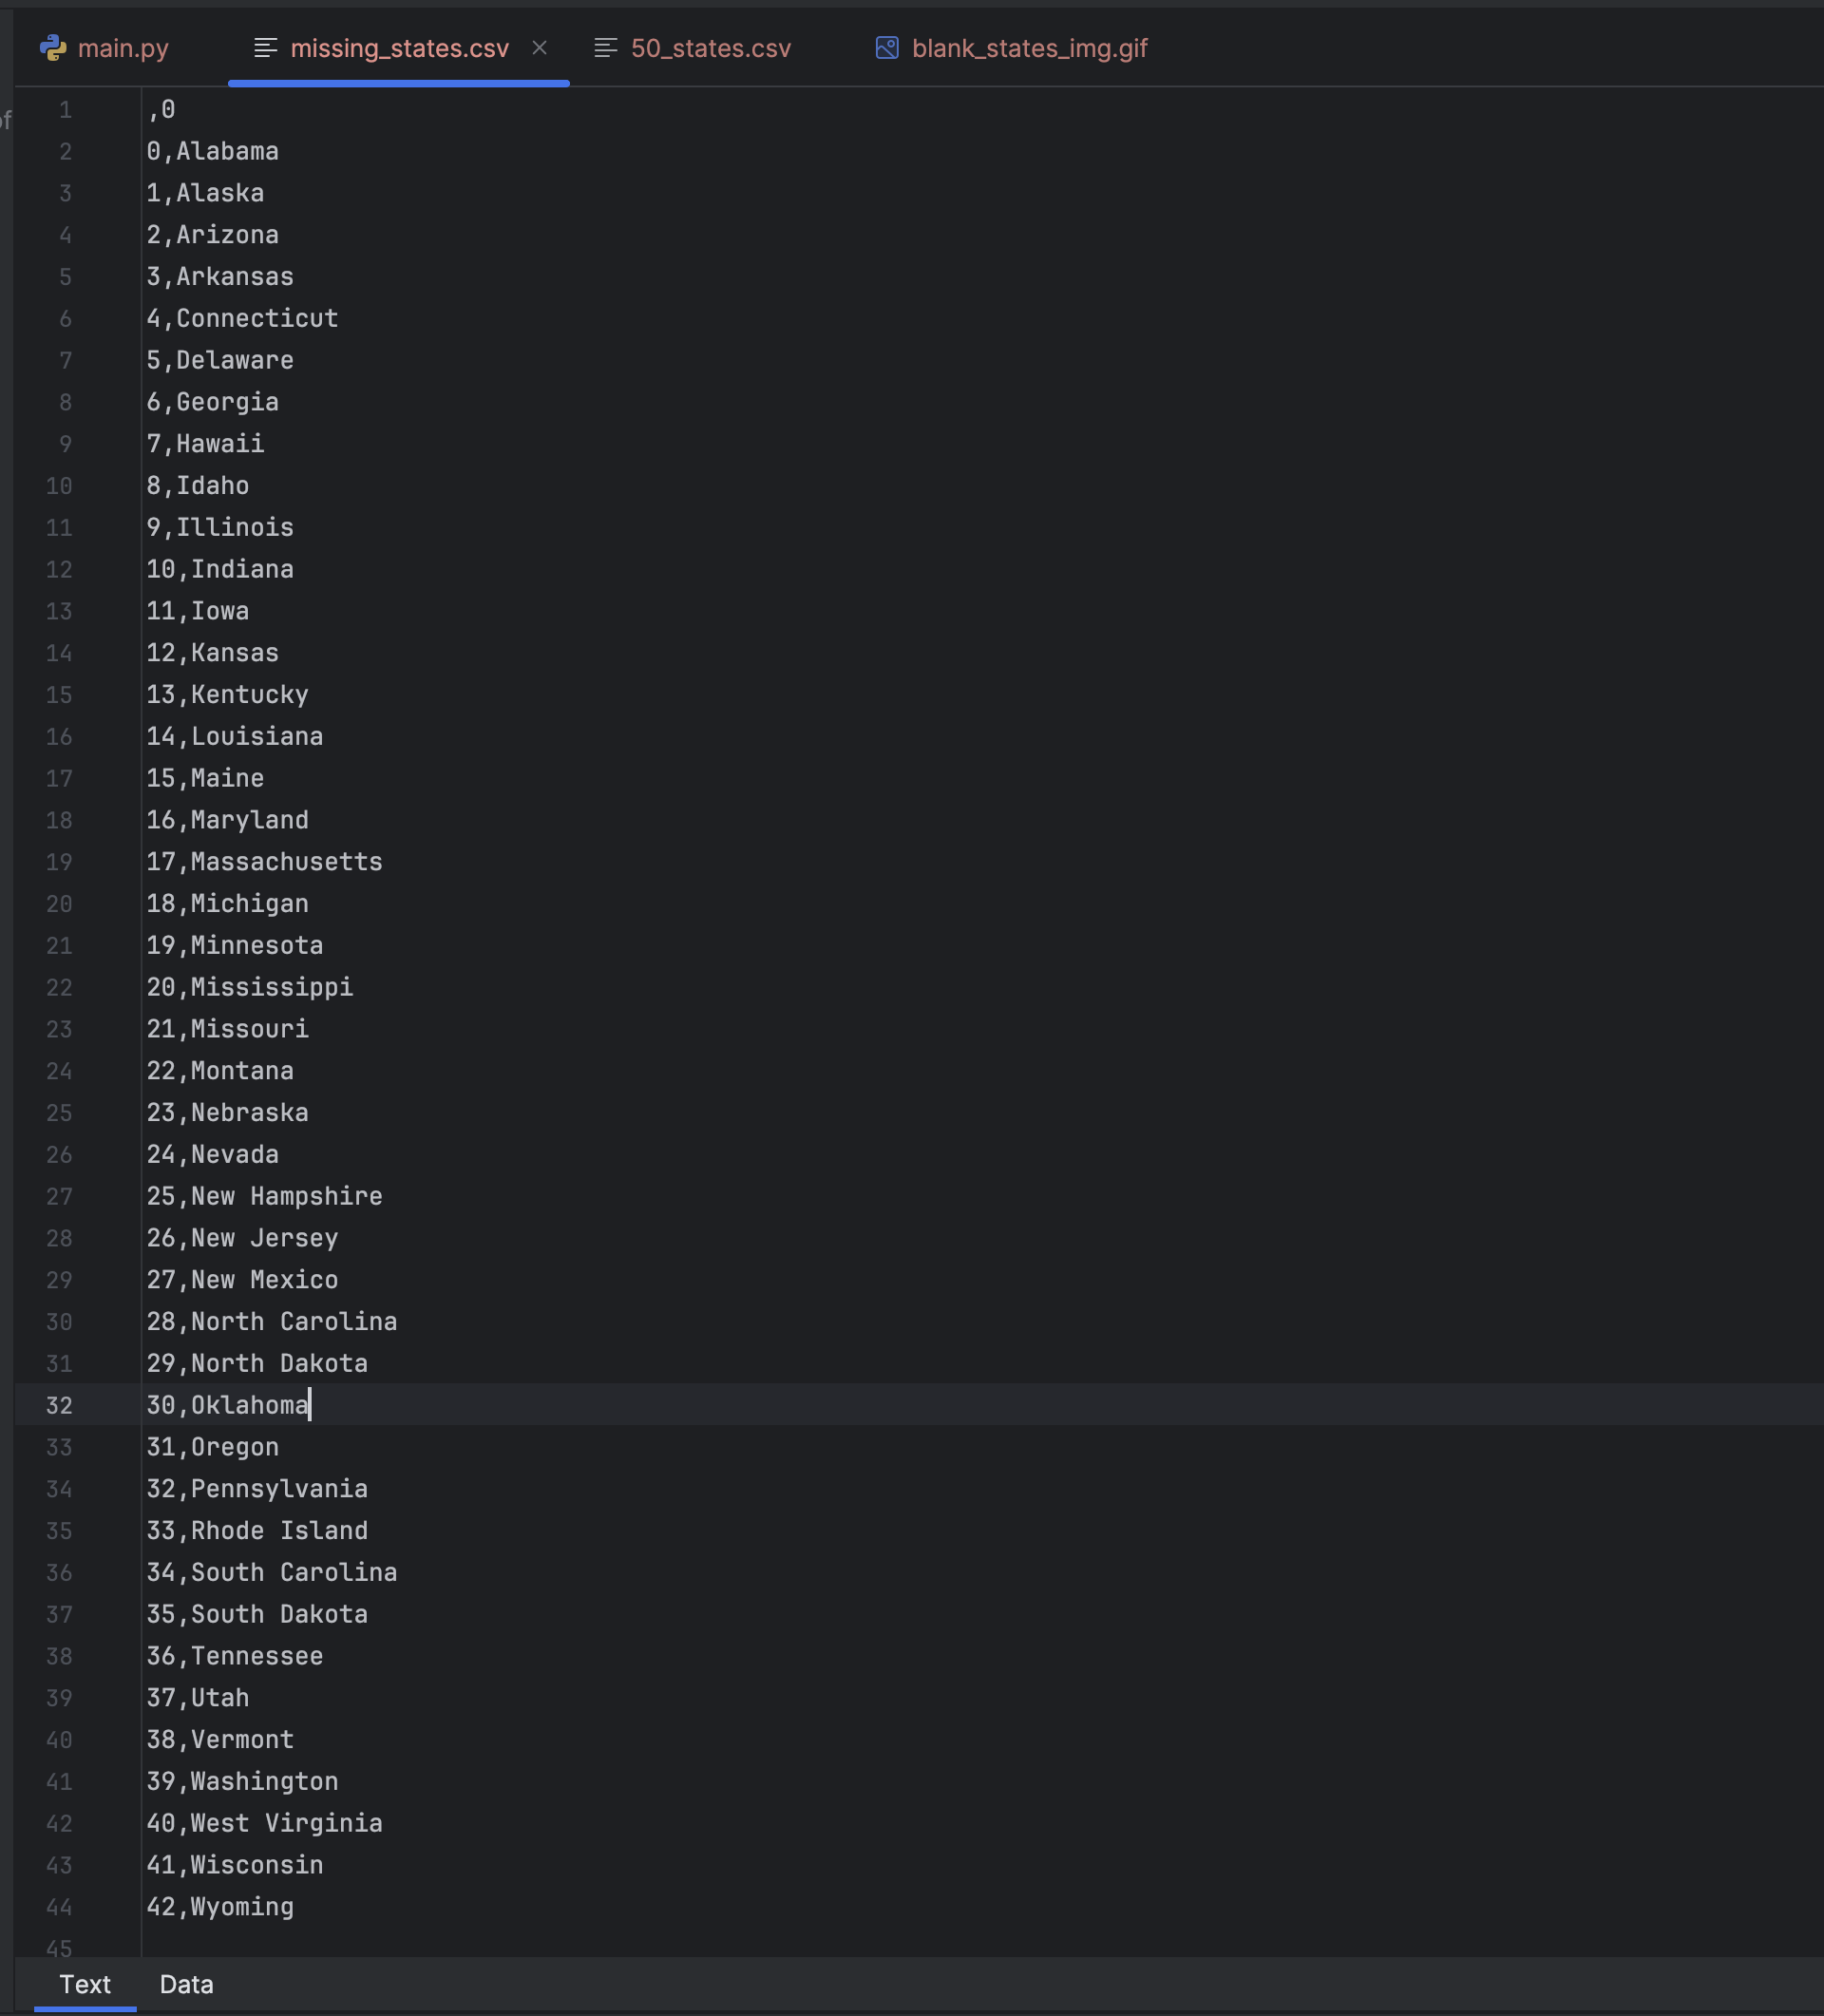 main.py missing_states.csv 50_states.csv blank_states_img.gif
1 ,0
2 0,Alabama
3 1,Alaska
4 2,Arizona
5 3,Arkansas
6 4,Connecticut
7 5,Delaware
8 6,Georgia
9 7,Hawaii
10 8,Idaho
11 9,Illinois
12 10,Indiana
13 11,Iowa
14 12,Kansas
15 13,Kentucky
16 14,Louisiana
17 15,Maine
18 16,Maryland
19 17,Massachusetts
20 18,Michigan
21 19,Minnesota
22 20,Mississippi
23 21,Missouri
24 22,Montana
25 23,Nebraska
26 24,Nevada
27 25,New Hampshire
28 26,New Jersey
29 27,New Mexico
30 28,North Carolina
31 29,North Dakota
32 30,Oklahoma
33 31,Oregon
34 32,Pennsylvania
35 33,Rhode Island
36 34,South Carolina
37 35,South Dakota
38 36,Tennessee
39 37,Utah
40 38,Vermont
41 39,Washington
42 40,West Virginia
43 41,Wisconsin
44 42,Wyoming
45
Text Data